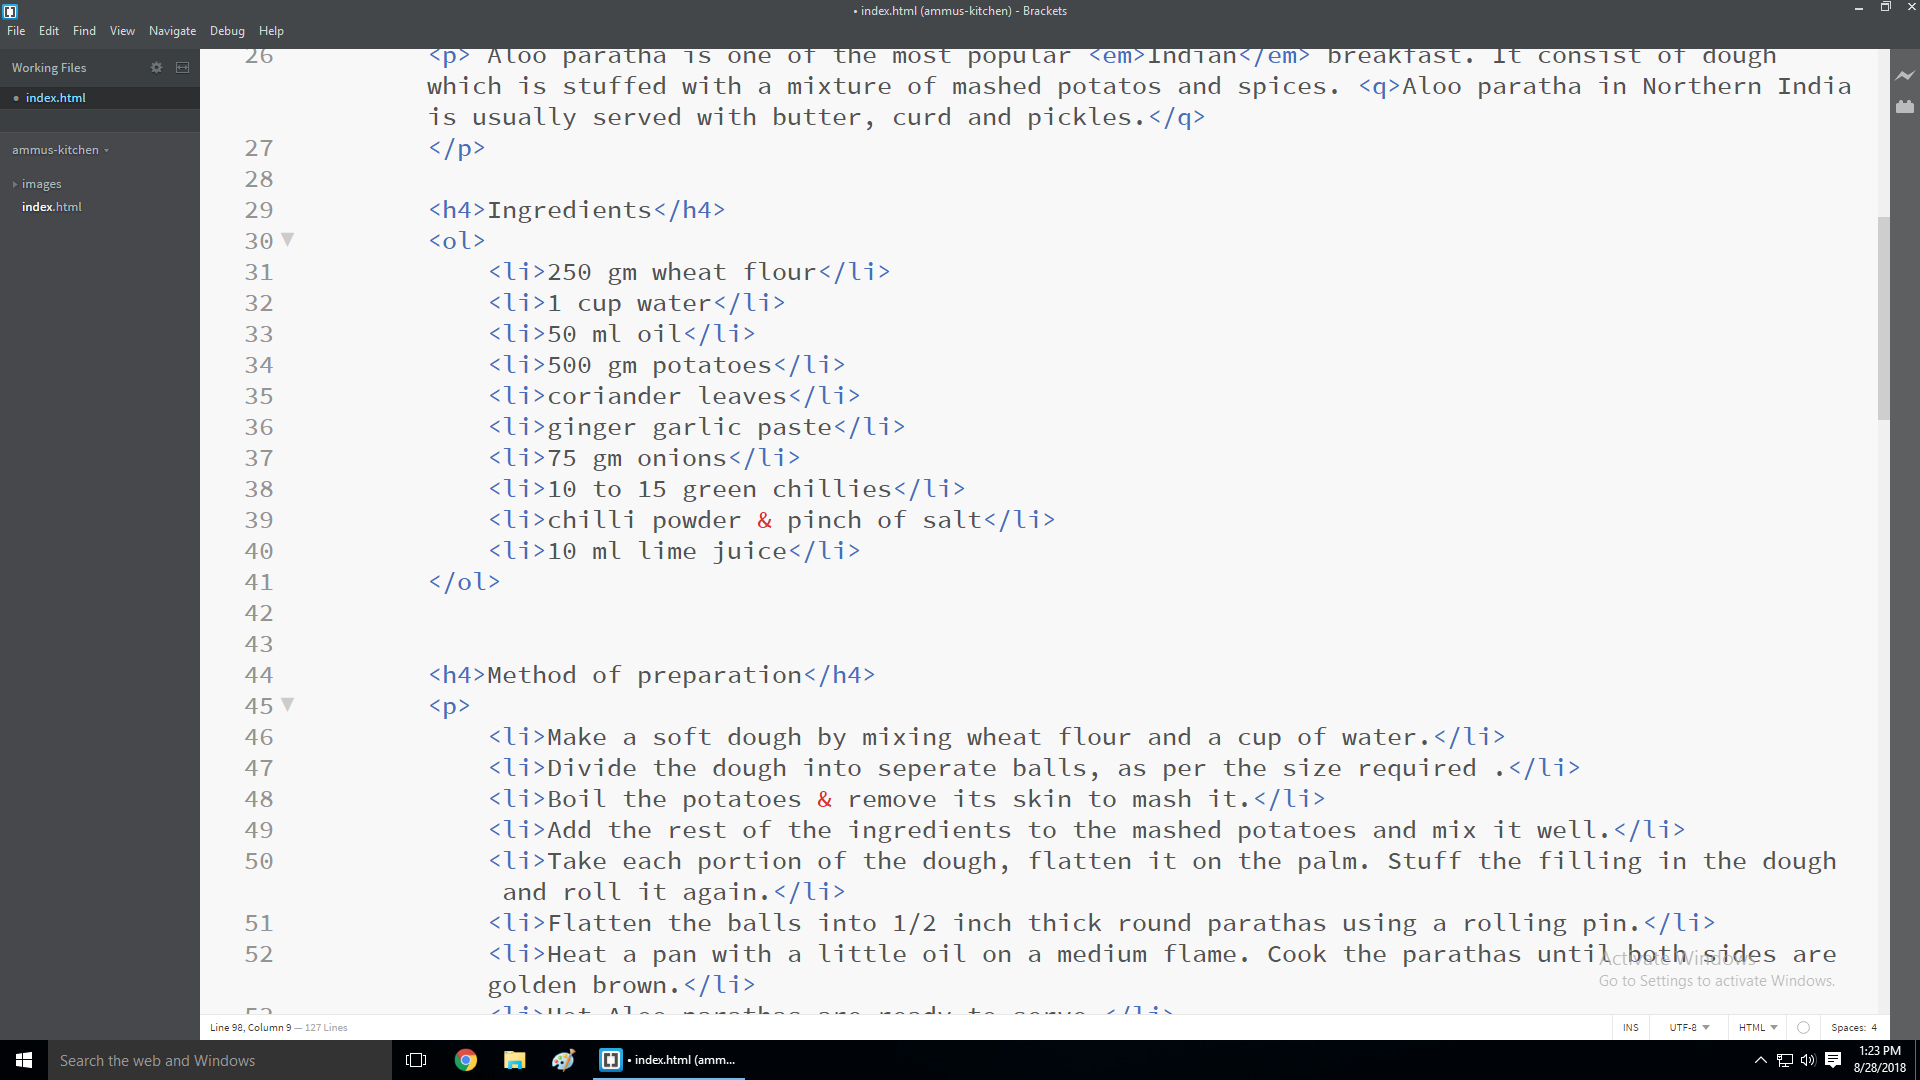 • index.html (ammus-kitchen) - Brackets
File Edit Find View Navigate Debug Help
Working Files
• index.html
ammus-kitchen
images
index.html
26 <p> Aloo paratha is one of the most popular <em>Indian</em> breakfast. It consist of dough
which is stuffed with a mixture of mashed potatos and spices. <q>Aloo paratha in Northern India
is usually served with butter, curd and pickles.</q>
27 </p>
28
29 <h4>Ingredients</h4>
30 <ol>
31 <li>250 gm wheat flour</li>
32 <li>1 cup water</li>
33 <li>50 ml oil</li>
34 <li>500 gm potatoes</li>
35 <li>coriander leaves</li>
36 <li>ginger garlic paste</li>
37 <li>75 gm onions</li>
38 <li>10 to 15 green chillies</li>
39 <li>chilli powder & pinch of salt</li>
40 <li>10 ml lime juice</li>
41 </ol>
42
43
44 <h4>Method of preparation</h4>
45 <p>
46 <li>Make a soft dough by mixing wheat flour and a cup of water.</li>
47 <li>Divide the dough into seperate balls, as per the size required .</li>
48 <li>Boil the potatoes & remove its skin to mash it.</li>
49 <li>Add the rest of the ingredients to the mashed potatoes and mix it well.</li>
50 <li>Take each portion of the dough, flatten it on the palm. Stuff the filling in the dough
and roll it again.</li>
51 <li>Flatten the balls into 1/2 inch thick round parathas using a rolling pin.</li>
52 <li>Heat a pan with a little oil on a medium flame. Cook the parathas until both sides are
golden brown.</li>
53 <li>Hot Aloo parathas are ready to serve.</li>
Activate Windows
Go to Settings to activate Windows.
Line 98, Column 9 — 127 Lines
INS UTF-8 HTML Spaces: 4
Search the web and Windows
• index.html (amm...
1:23 PM
8/28/2018